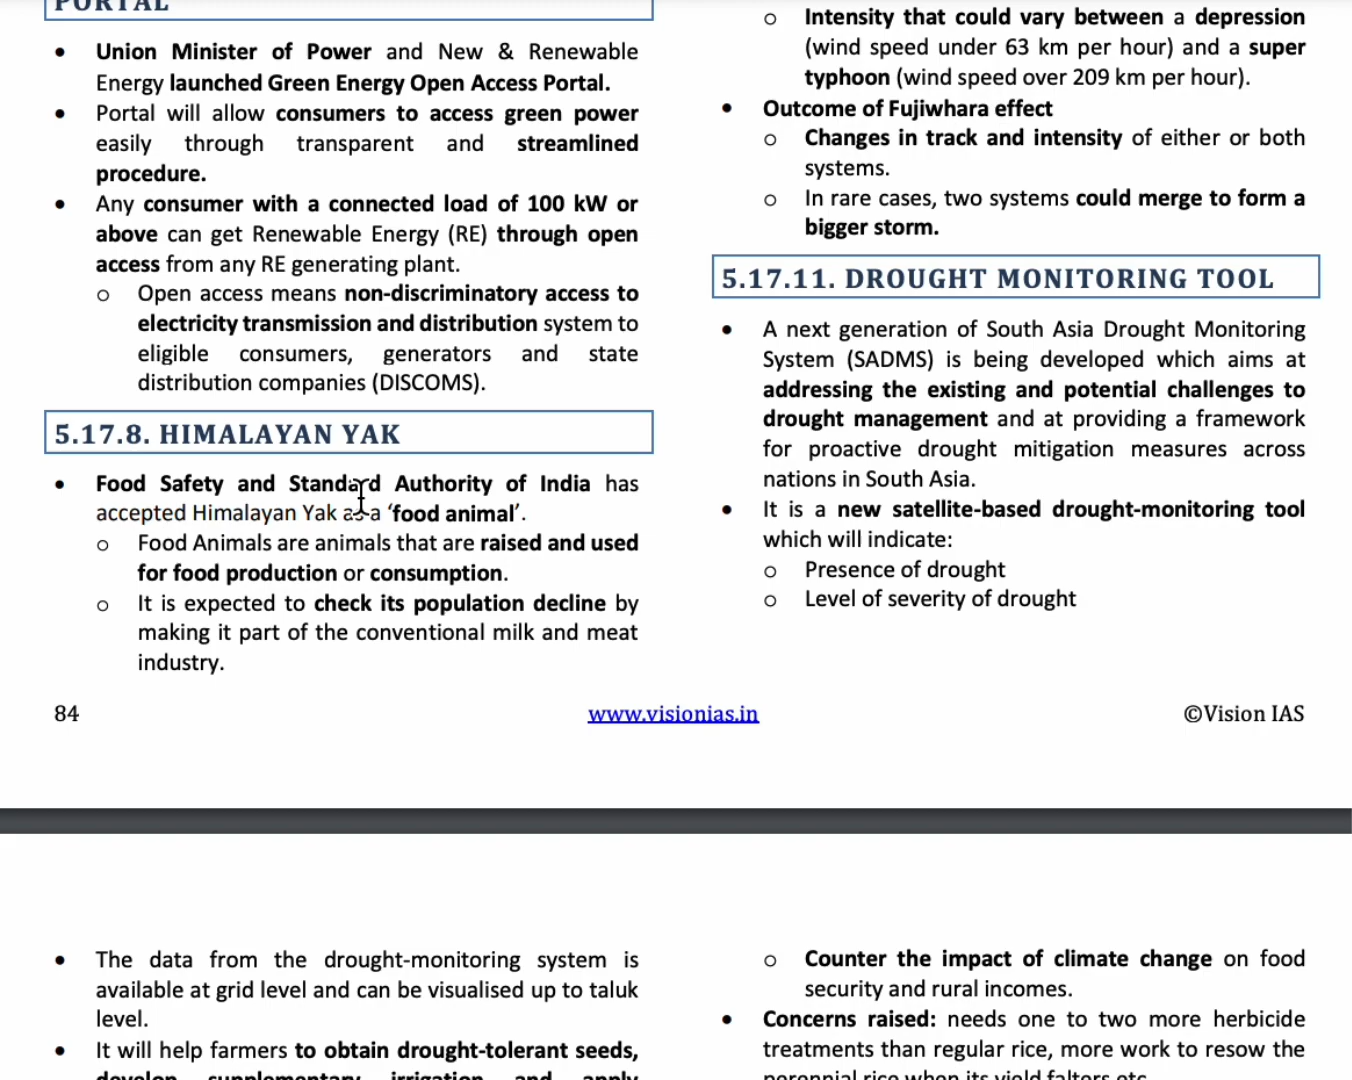 PORTAL
• Union Minister of Power and New & Renewable
Energy launched Green Energy Open Access Portal.
• Portal will allow consumers to access green power
easily through transparent and streamlined
procedure.
• Any consumer with a connected load of 100 kW or
above can get Renewable Energy (RE) through open
access from any RE generating plant.
o Open access means non-discriminatory access to
electricity transmission and distribution system to
eligible consumers, generators and state
distribution companies (DISCOMS).
5.17.8. HIMALAYAN YAK
• Food Safety and Standard Authority of India has
accepted Himalayan Yak as a ‘food animal’.
o Food Animals are animals that are raised and used
for food production or consumption.
o It is expected to check its population decline by
making it part of the conventional milk and meat
industry.
o Intensity that could vary between a depression
(wind speed under 63 km per hour) and a super
typhoon (wind speed over 209 km per hour).
• Outcome of Fujiwhara effect
o Changes in track and intensity of either or both
systems.
o In rare cases, two systems could merge to form a
bigger storm.
5.17.11. DROUGHT MONITORING TOOL
• A next generation of South Asia Drought Monitoring
System (SADMS) is being developed which aims at
addressing the existing and potential challenges to
drought management and at providing a framework
for proactive drought mitigation measures across
nations in South Asia.
• It is a new satellite-based drought-monitoring tool
which will indicate:
o Presence of drought
o Level of severity of drought
84 www.visionias.in ©Vision IAS
• The data from the drought-monitoring system is
available at grid level and can be visualised up to taluk
level.
• It will help farmers to obtain drought-tolerant seeds,
develop supplementary irrigation and apply
o Counter the impact of climate change on food
security and rural incomes.
• Concerns raised: needs one to two more herbicide
treatments than regular rice, more work to resow the
perennial rice when its yield falters etc.